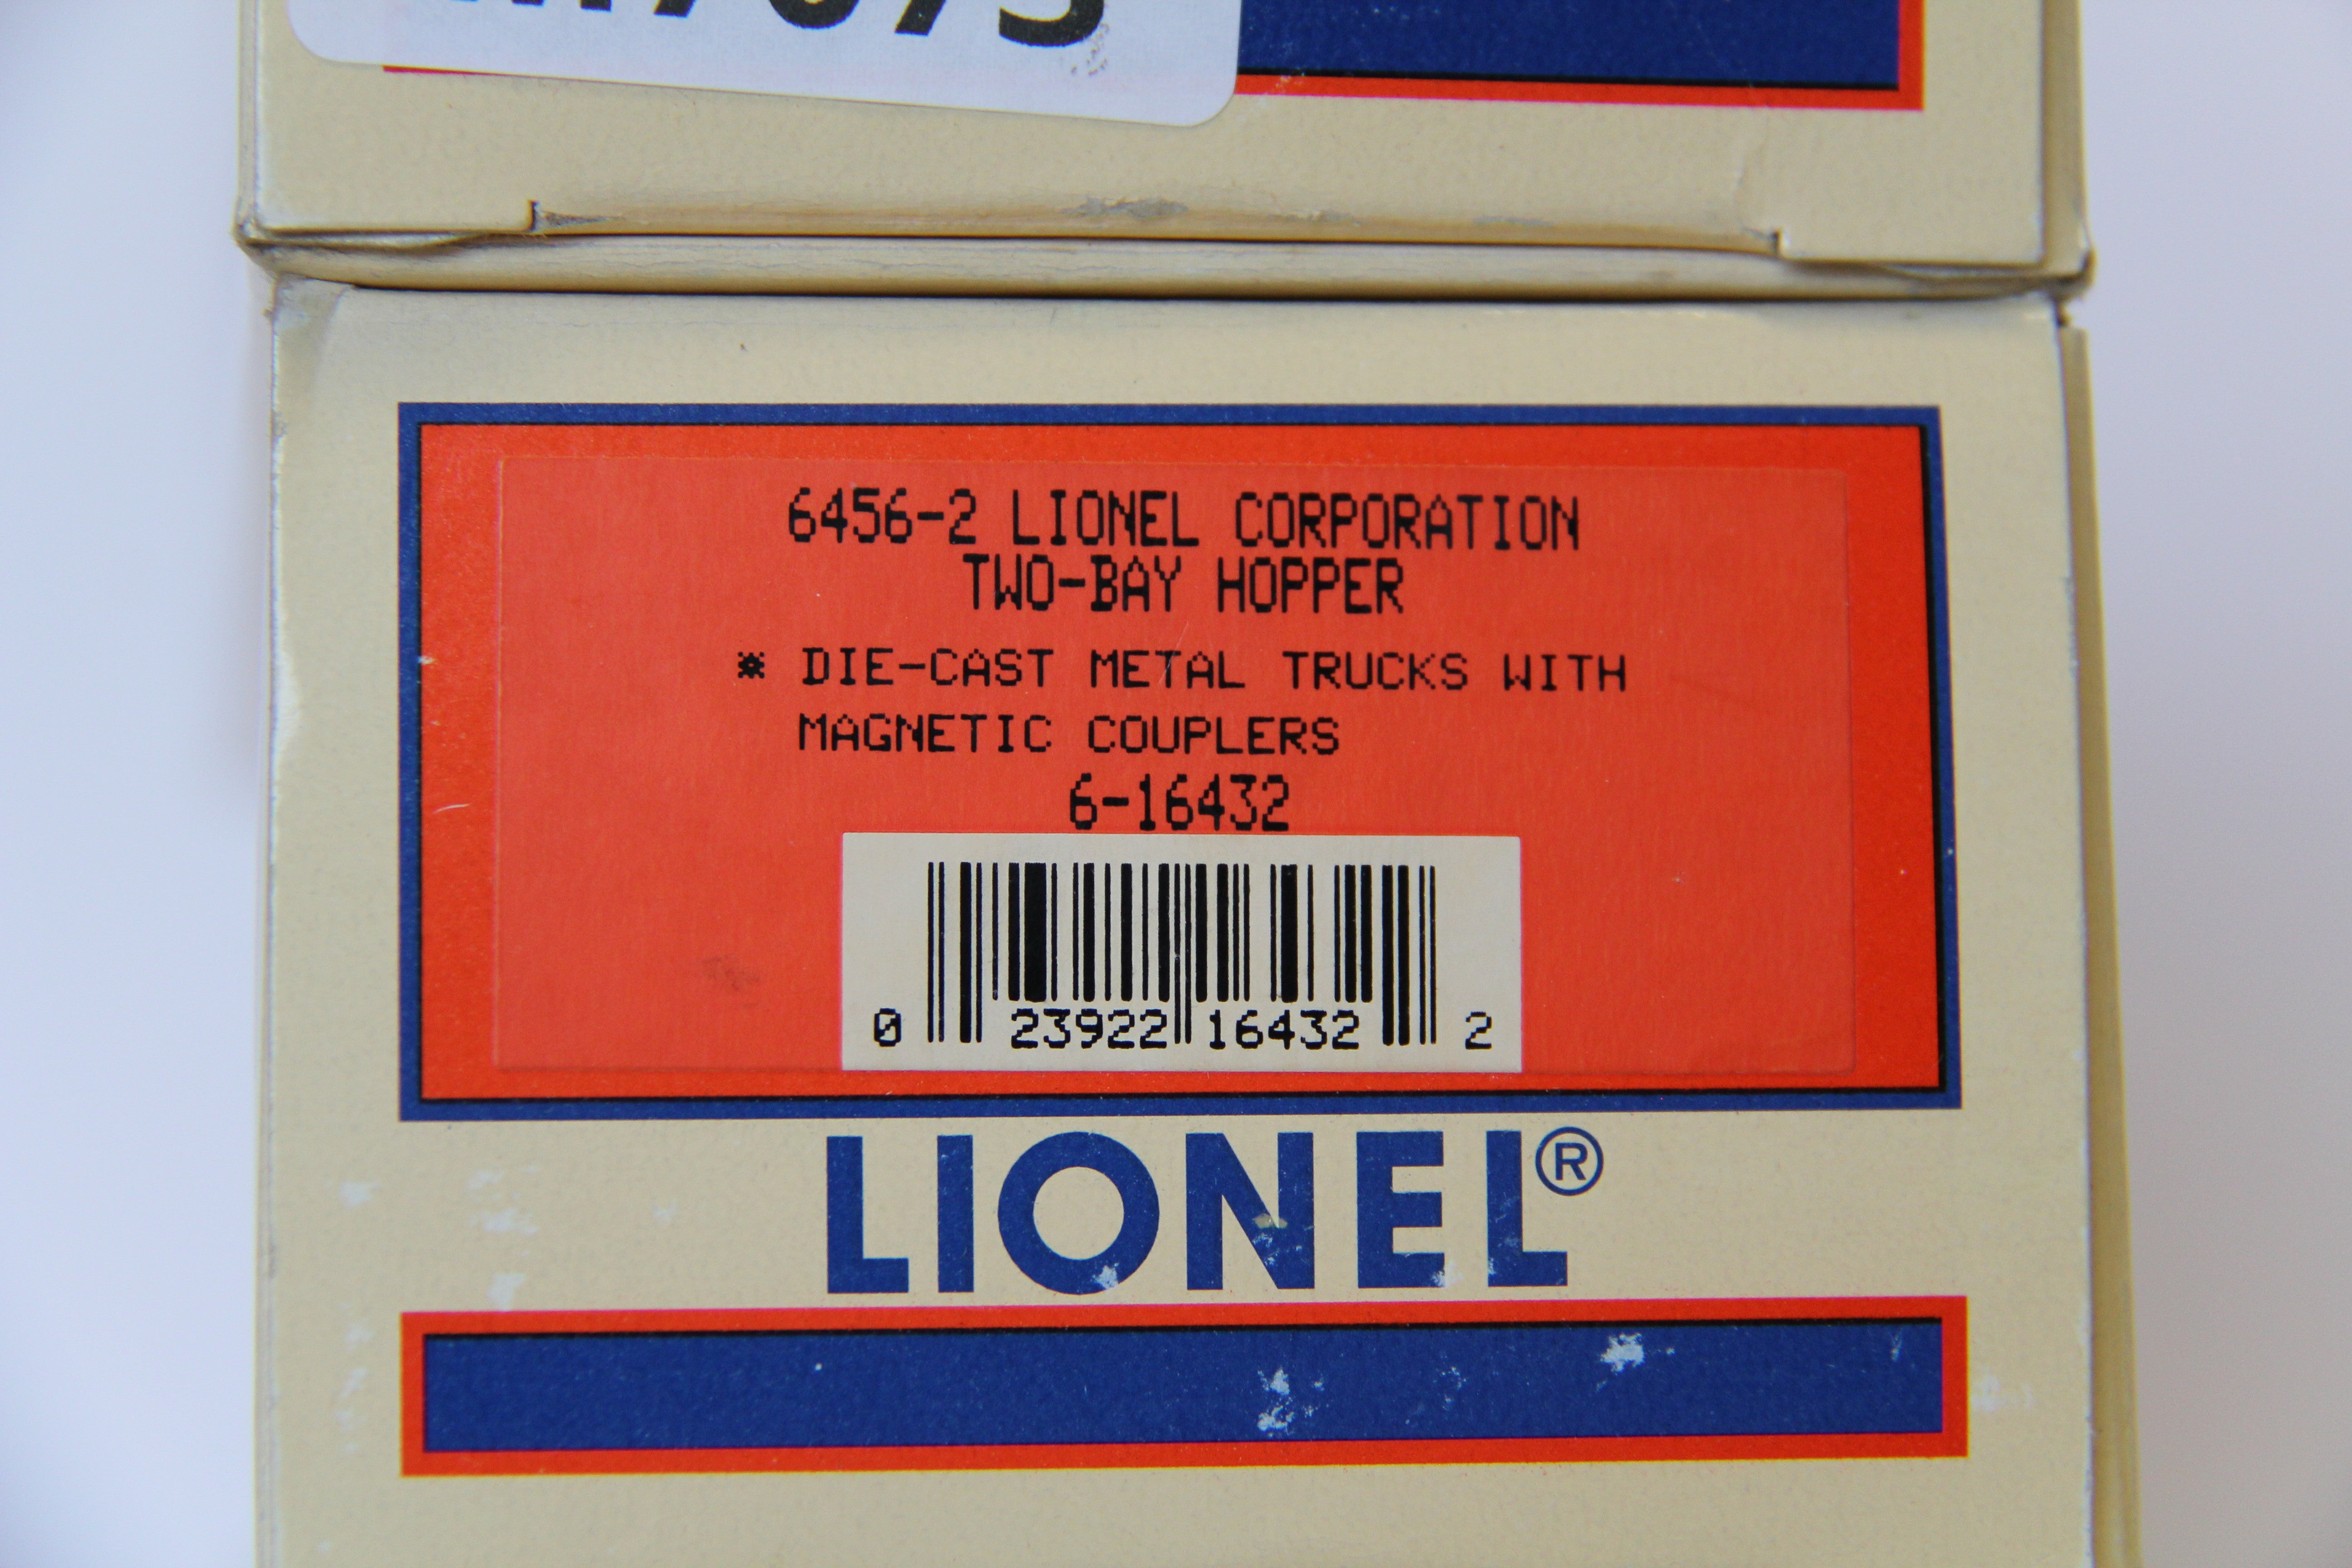 6456-2 LIONEL CORPORATION
TWO-BAY HOPPER
* DIE-CAST METAL TRUCKS WITH
MAGNETIC COUPLERS
6-16432
0 23922 16432 2
LIONEL®